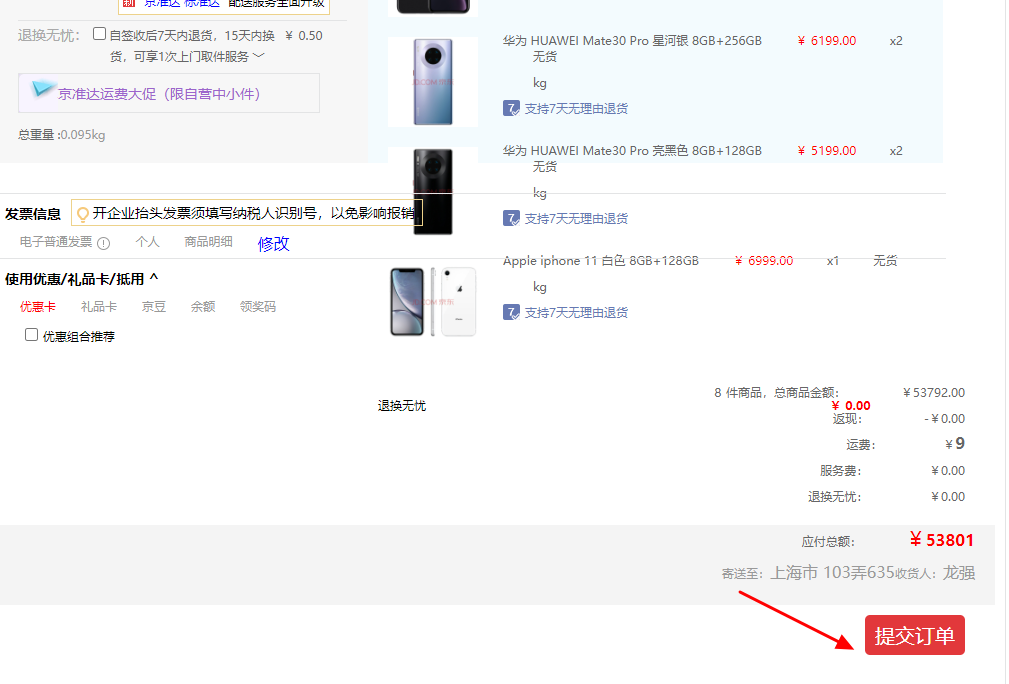 新 京准达 标准达 配送服务全面升级
退换无忧： 自签收后7天内退货，15天内换 ￥ 0.50
货，可享1次上门取件服务
京准达运费大促（限自营中小件）
总重量 :0.095kg
华为 HUAWEI Mate30 Pro 星河银 8GB+256GB ￥ 6199.00 x2
无货
kg
7 支持7天无理由退货
华为 HUAWEI Mate30 Pro 亮黑色 8GB+128GB ￥ 5199.00 x2
无货
kg
7 支持7天无理由退货
Apple iphone 11 白色 8GB+128GB ￥ 6999.00 x1 无货
kg
7 支持7天无理由退货
发票信息 开企业抬头发票须填写纳税人识别号，以免影响报销
电子普通发票 个人 商品明细 修改
使用优惠/礼品卡/抵用 ^
优惠卡 礼品卡 京豆 余额 领奖码
优惠组合推荐
退换无忧
8 件商品，总商品金额： ￥53792.00
￥ 0.00
返现： -￥0.00
运费： ￥9
服务费： ￥0.00
退换无忧： ￥0.00
应付总额： ￥53801
寄送至：上海市 103弄635收货人：龙强
提交订单